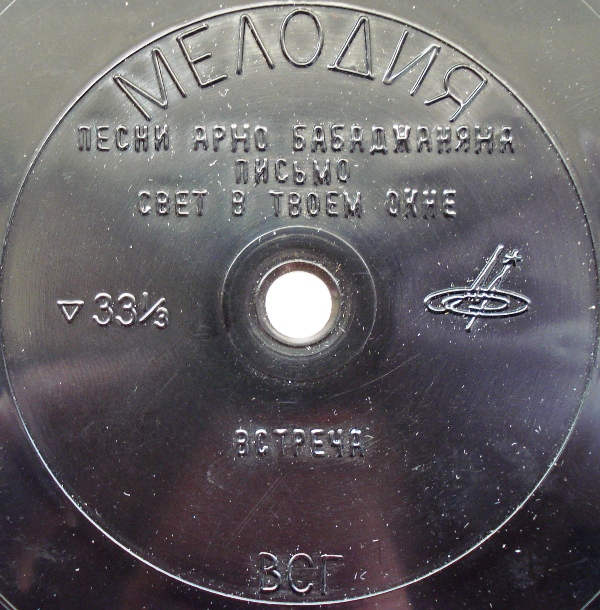 МЕЛОДИЯ
ПЕСНИ АРНО БАБАДЖАНЯНА
ПИСЬМО
СВЕТ В ТВОЕМ ОКНЕ
▽ 33⅓
ВСТРЕЧА
ВСГ